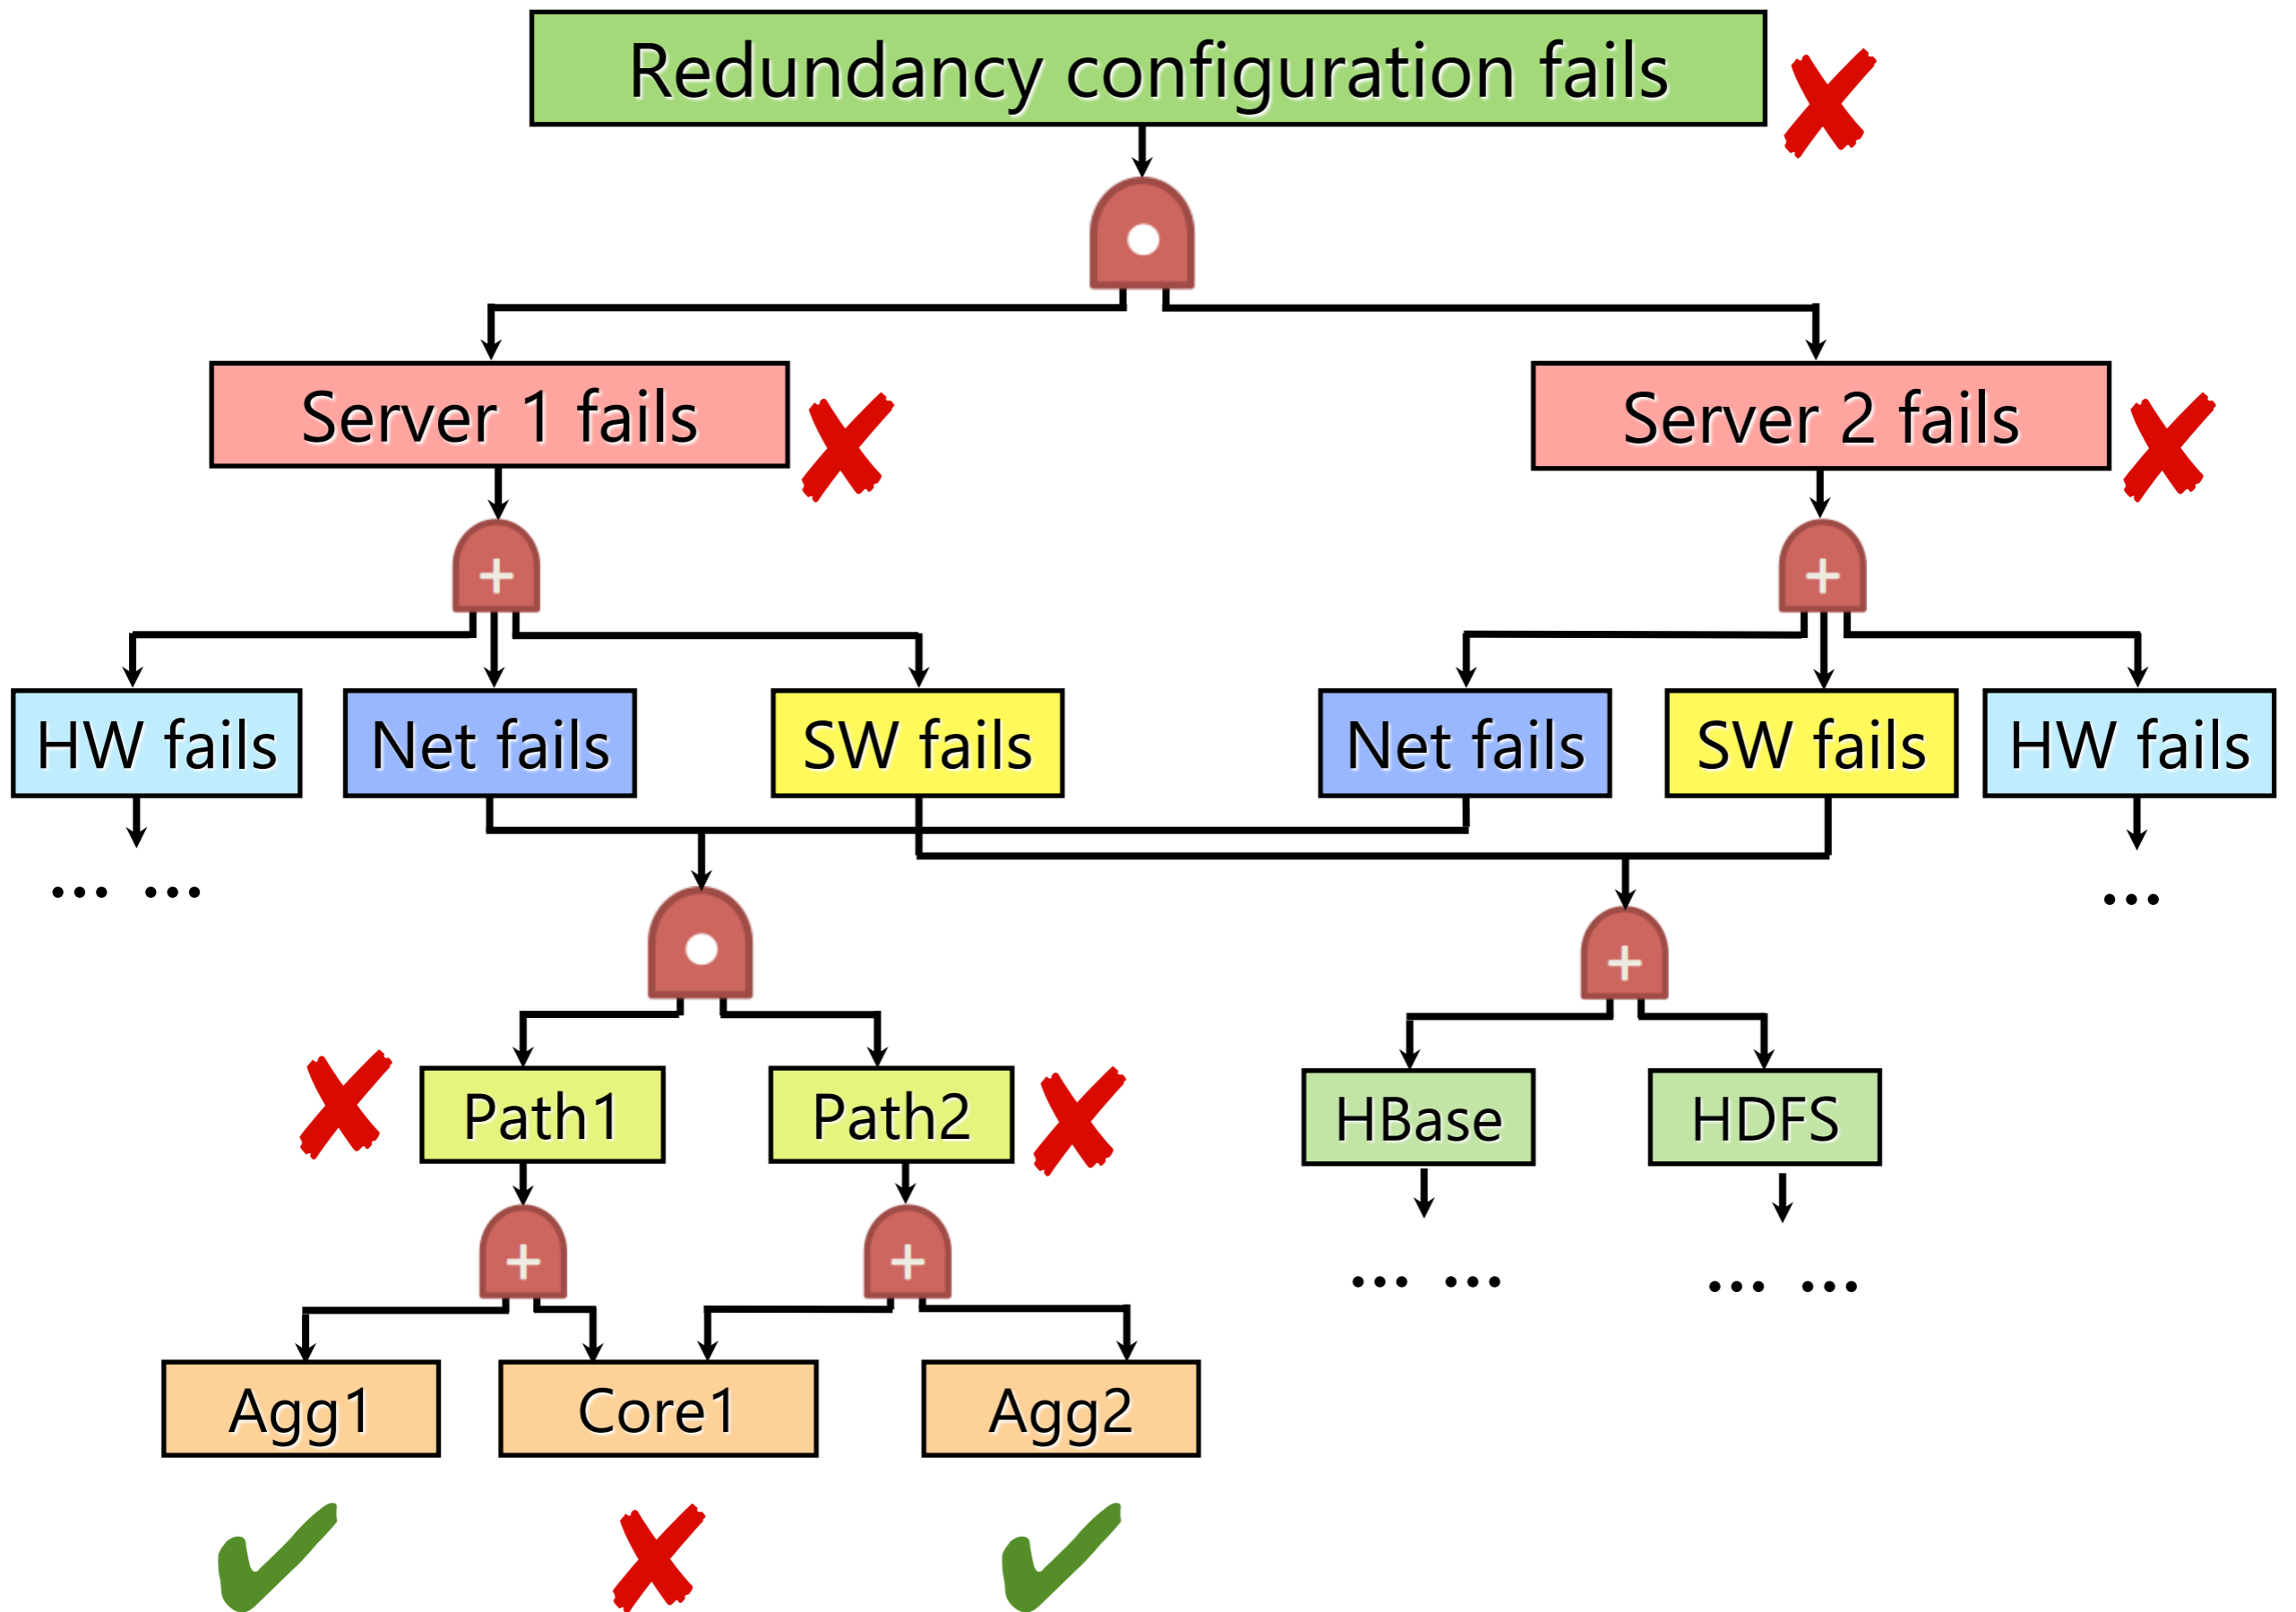 Redundancy configuration fails
Server 1 fails
Server 2 fails
+
+
HW fails
Net fails
SW fails
Net fails
SW fails
HW fails
... ...
...
+
Path1
Path2
HBase
HDFS
+
+
... ...
... ...
Agg1
Core1
Agg2